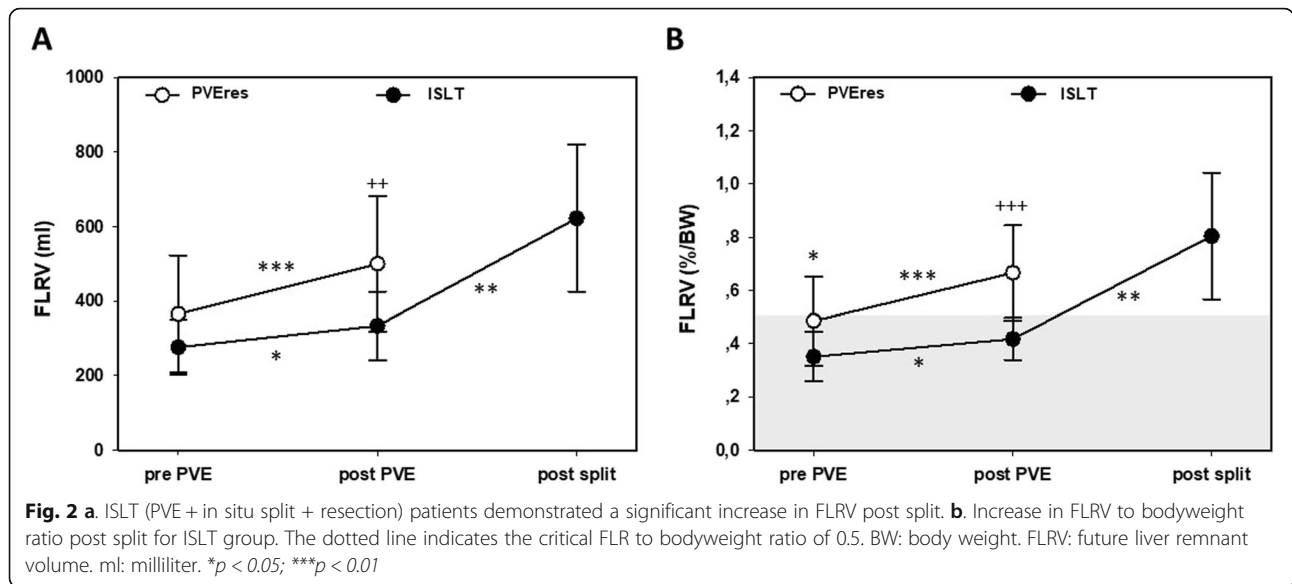 A
B
1000
800
600
400
200
0
FLRV (ml)
PVEres
ISLT
***
*
++
**
pre PVE
post PVE
post split
1,4
1,2
1,0
,8
,6
,4
,2
0,0
FLRV (%/BW)
PVEres
ISLT
*
***
*
+++
**
pre PVE
post PVE
post split
Fig. 2 a. ISLT (PVE + in situ split + resection) patients demonstrated a significant increase in FLRV post split. b. Increase in FLRV to bodyweight
ratio post split for ISLT group. The dotted line indicates the critical FLR to bodyweight ratio of 0.5. BW: body weight. FLRV: future liver remnant
volume. ml: milliliter. *p < 0.05; ***p < 0.01